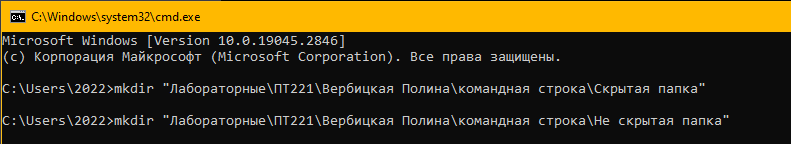 C:\Windows\system32\cmd.exe
Microsoft Windows [Version 10.0.19045.2846]
(c) Корпорация Майкрософт (Microsoft Corporation). Все права защищены.
C:\Users\2022>mkdir "Лабораторные\ПТ221\Вербицкая Полина\командная строка\Скрытая папка"
C:\Users\2022>mkdir "Лабораторные\ПТ221\Вербицкая Полина\командная строка\Не скрытая папка"